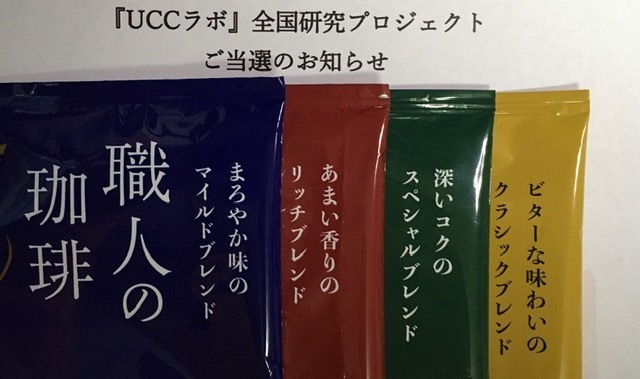 『UCCラボ』全国研究プロジェクト
ご当選のお知らせ
職人の
珈琲
まろやか味の
マイルドブレンド
あまい香りの
リッチブレンド
深いコクの
スペシャルブレンド
ビターな味わいの
クラシックブレンド